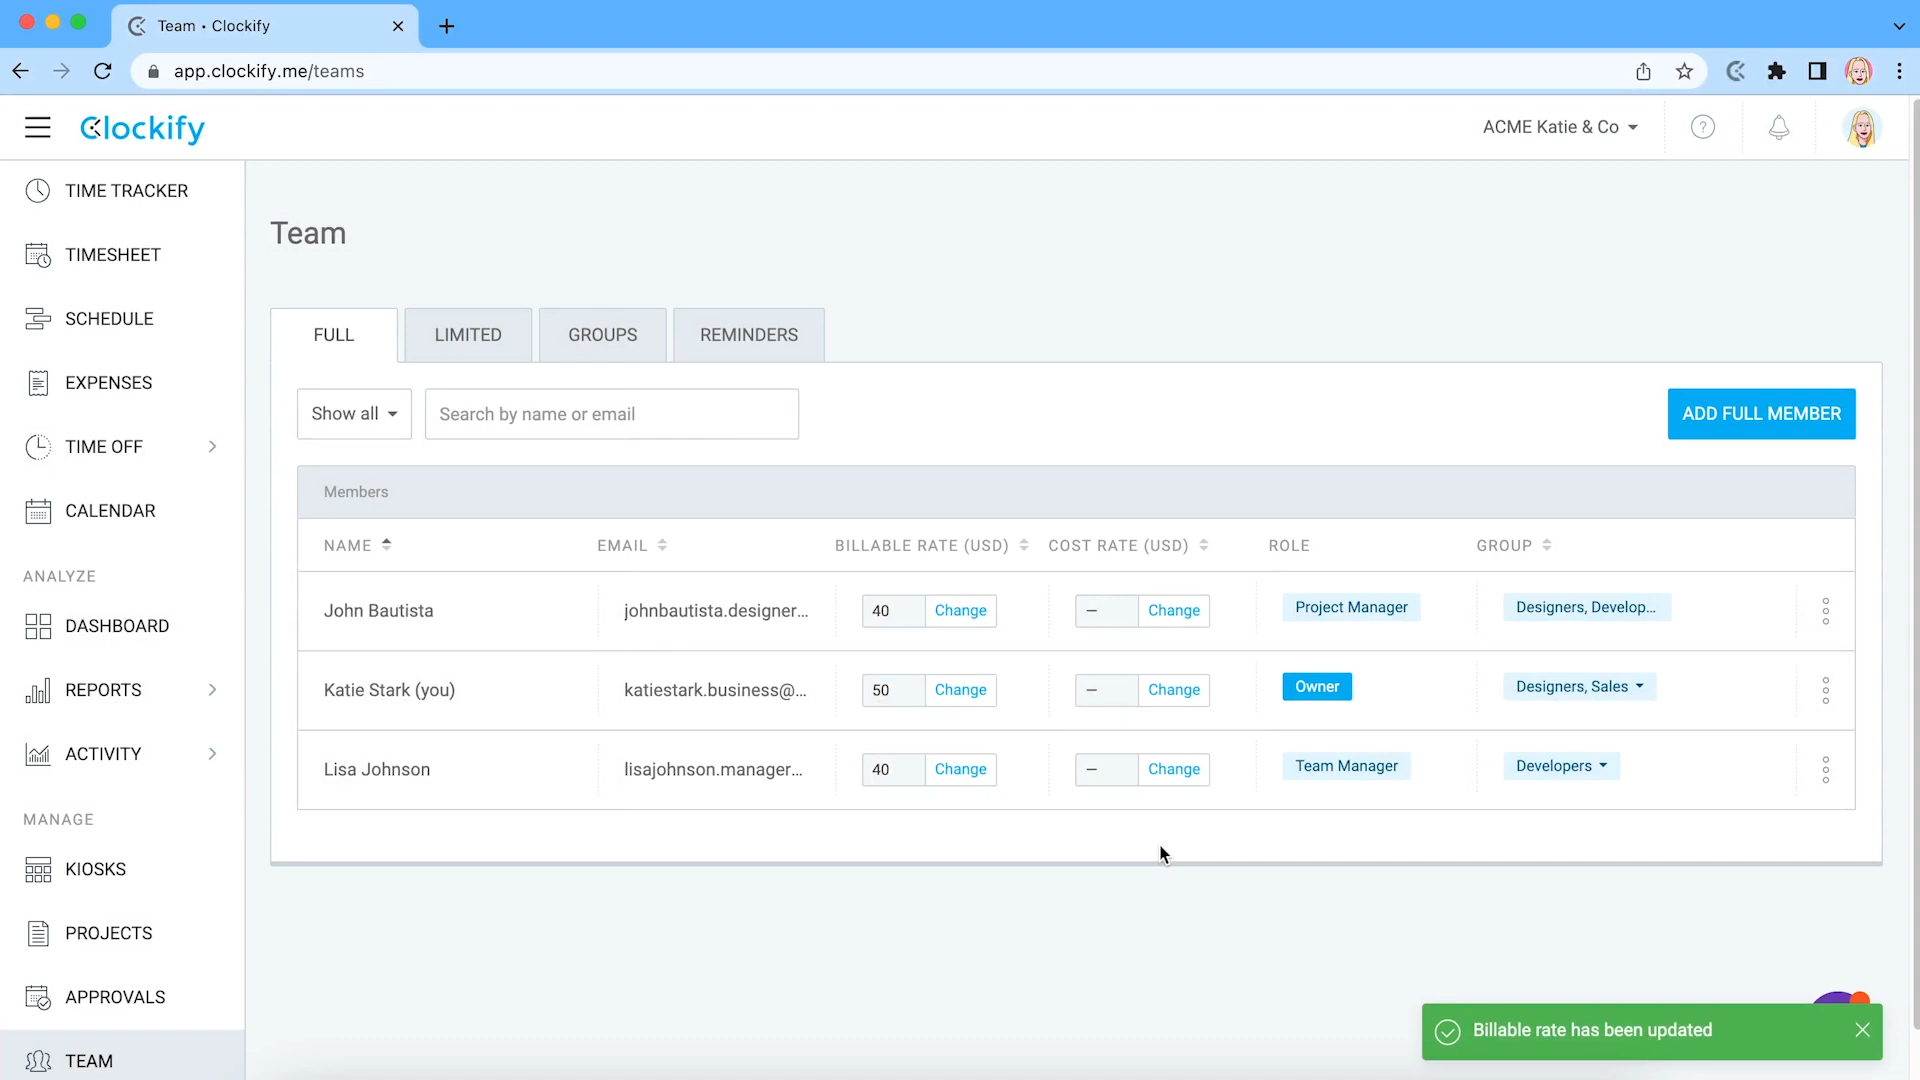 Team • Clockify
app.clockify.me/teams
Clockify
ACME Katie & Co
TIME TRACKER
TIMESHEET
SCHEDULE
EXPENSES
TIME OFF
CALENDAR
ANALYZE
DASHBOARD
REPORTS
ACTIVITY
MANAGE
KIOSKS
PROJECTS
APPROVALS
TEAM
Team
FULL LIMITED GROUPS REMINDERS
Show all Search by name or email ADD FULL MEMBER
Members
NAME EMAIL BILLABLE RATE (USD) COST RATE (USD) ROLE GROUP
John Bautista johnbautista.designer... 40 Change – Change Project Manager Designers, Develop...
Katie Stark (you) katiestark.business@... 50 Change – Change Owner Designers, Sales
Lisa Johnson lisajohnson.manager... 40 Change – Change Team Manager Developers
Billable rate has been updated